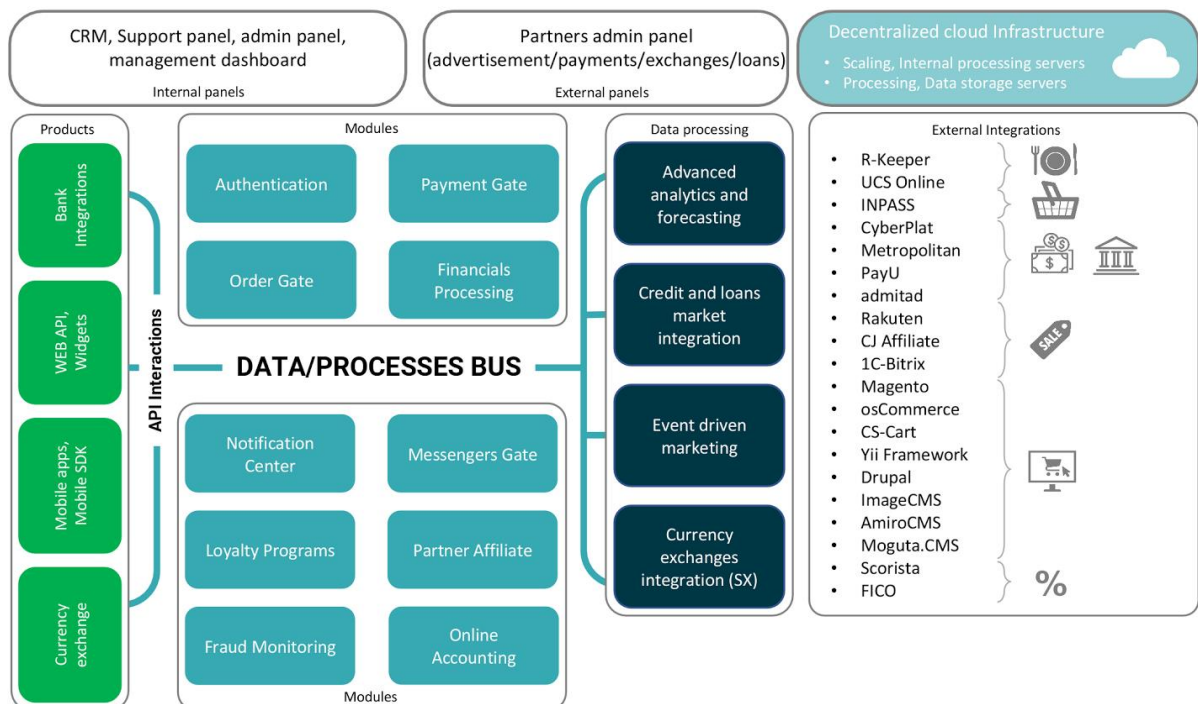 CRM, Support panel, admin panel,
management dashboard
Internal panels
Partners admin panel
(advertisement/payments/exchanges/loans)
External panels
Decentralized cloud Infrastructure
• Scaling, Internal processing servers
• Processing, Data storage servers
Products
Bank
Integrations
WEB API,
Widgets
Mobile apps,
Mobile SDK
Currency
exchange
API Interactions
Modules
Authentication
Payment Gate
Order Gate
Financials
Processing
DATA/PROCESSES BUS
Notification
Center
Messengers Gate
Loyalty Programs
Partner Affiliate
Fraud Monitoring
Online
Accounting
Modules
Data processing
Advanced
analytics and
forecasting
Credit and loans
market
integration
Event driven
marketing
Currency
exchanges
integration (SX)
External Integrations
• R-Keeper
• UCS Online
• INPASS
• CyberPlat
• Metropolitan
• PayU
• admitad
• Rakuten
• CJ Affiliate
• 1C-Bitrix
• Magento
• osCommerce
• CS-Cart
• Yii Framework
• Drupal
• ImageCMS
• AmiroCMS
• Moguta.CMS
• Scorista
• FICO
$
$
$
$
SALE
%